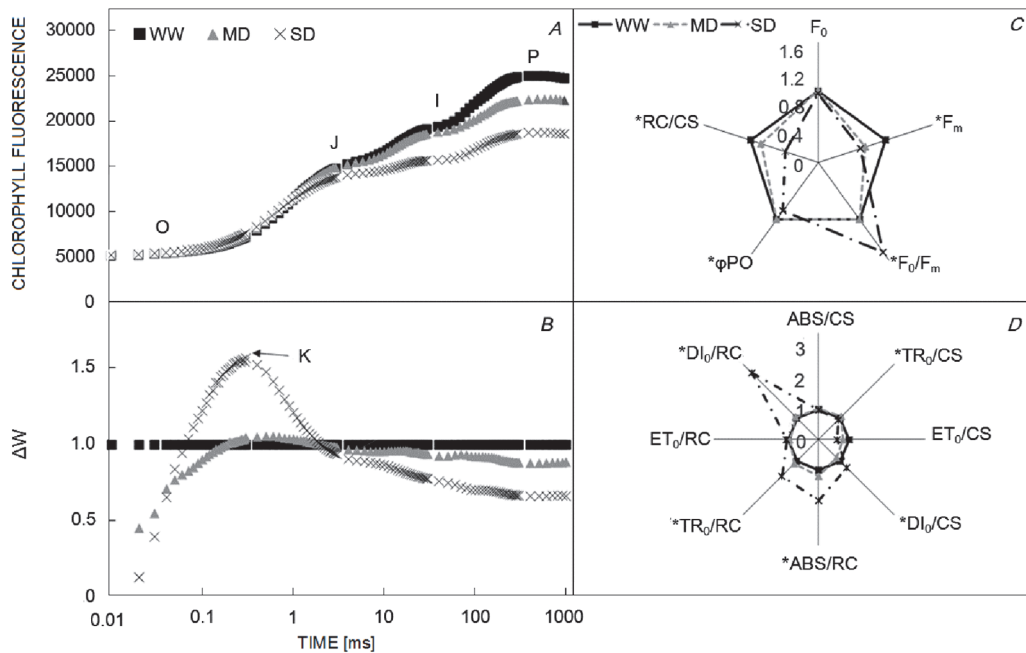 CHLOROPHYLL FLUORESCENCE
30000
25000
20000
15000
10000
5000
0
WW MD SD
A
O
J
I
P
ΔW
1.5
1.0
0.5
0
B
K
0.01 0.1 1 10 100 1000
TIME [ms]
WW MD SD
C
F0
1.6
1.2
0.8
0.4
0
*RC/CS
*Fm
*φPO
*F0/Fm
D
ABS/CS
3
2
1
0
*DI0/RC
*TR0/CS
ET0/RC
ET0/CS
*TR0/RC
*DI0/CS
*ABS/RC